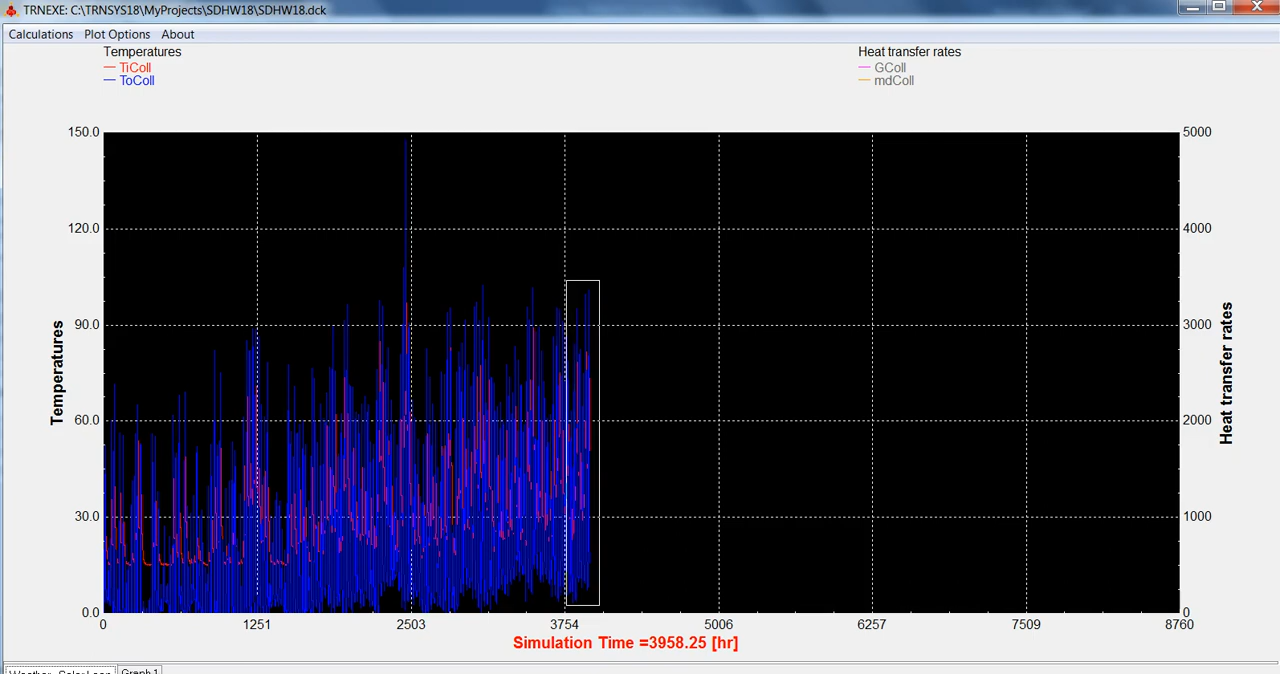 TRNEXE: C:\TRNSYS18\MyProjects\SDHW18\SDHW18.dck
Calculations Plot Options About
Temperatures
TiColl
ToColl
Heat transfer rates
GColl
mdColl
150.0
120.0
90.0
60.0
30.0
0.0
Temperatures
5000
4000
3000
2000
1000
0
Heat transfer rates
0 1251 2503 3754 5006 6257 7509 8760
Simulation Time =3958.25 [hr]
Graph 1